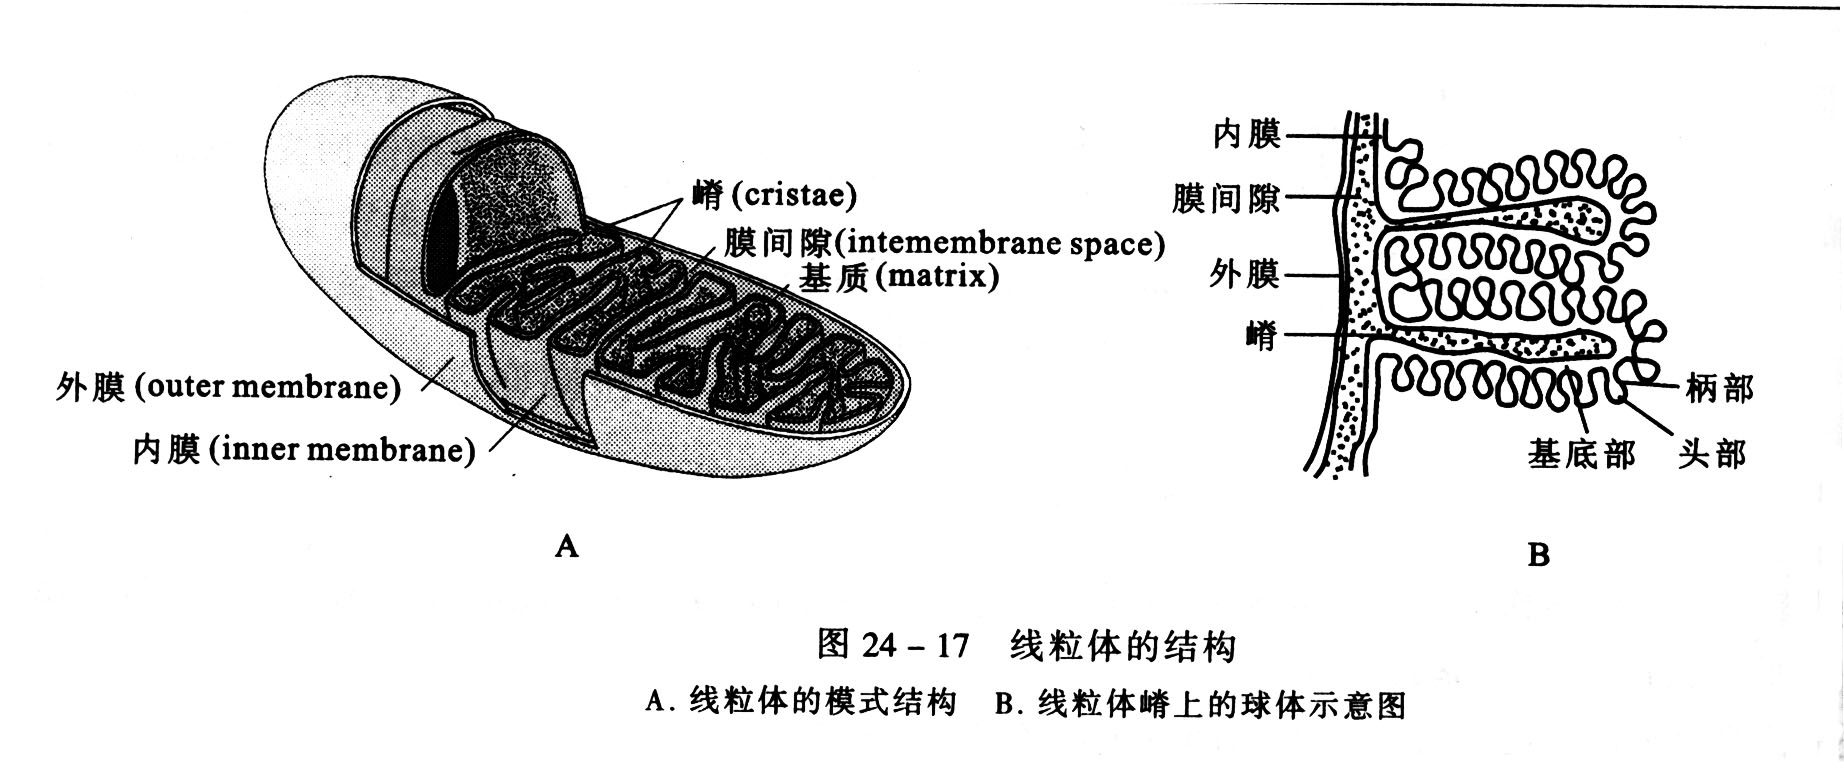 嵴(cristae)
膜间隙(intemembrane space)
基质(matrix)
外膜(outer membrane)
内膜(inner membrane)
A
内膜
膜间隙
外膜
嵴
柄部
基底部
头部
B
图 24-17 线粒体的结构
A. 线粒体的模式结构 B. 线粒体嵴上的球体示意图